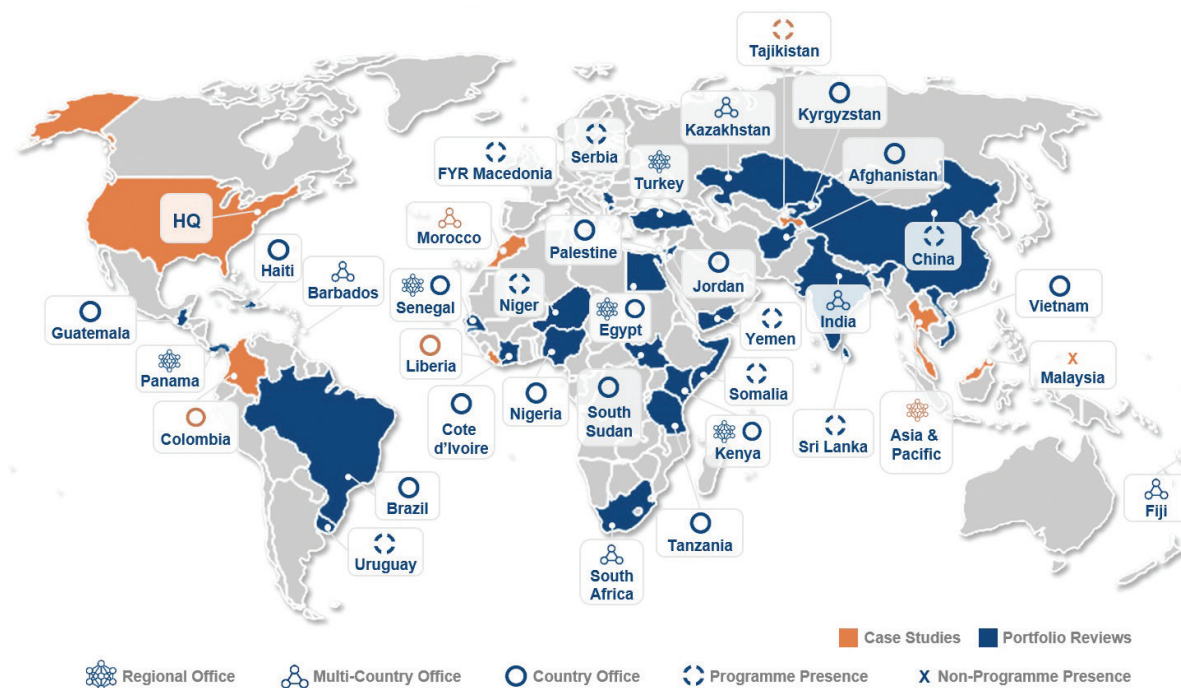 Tajikistan
Kyrgyzstan
Kazakhstan
Serbia
FYR Macedonia
Turkey
Afghanistan
HQ
Morocco
Palestine
China
Haiti
Barbados
Jordan
Senegal
Niger
Guatemala
Egypt
India
Vietnam
Yemen
Liberia
Panama
Malaysia
Somalia
Nigeria
South
Sudan
Colombia
Cote
d'Ivoire
Kenya
Sri Lanka
Asia &
Pacific
Brazil
Fiji
Tanzania
Uruguay
South
Africa
Case Studies
Portfolio Reviews
Regional Office
Multi-Country Office
Country Office
Programme Presence
X Non-Programme Presence